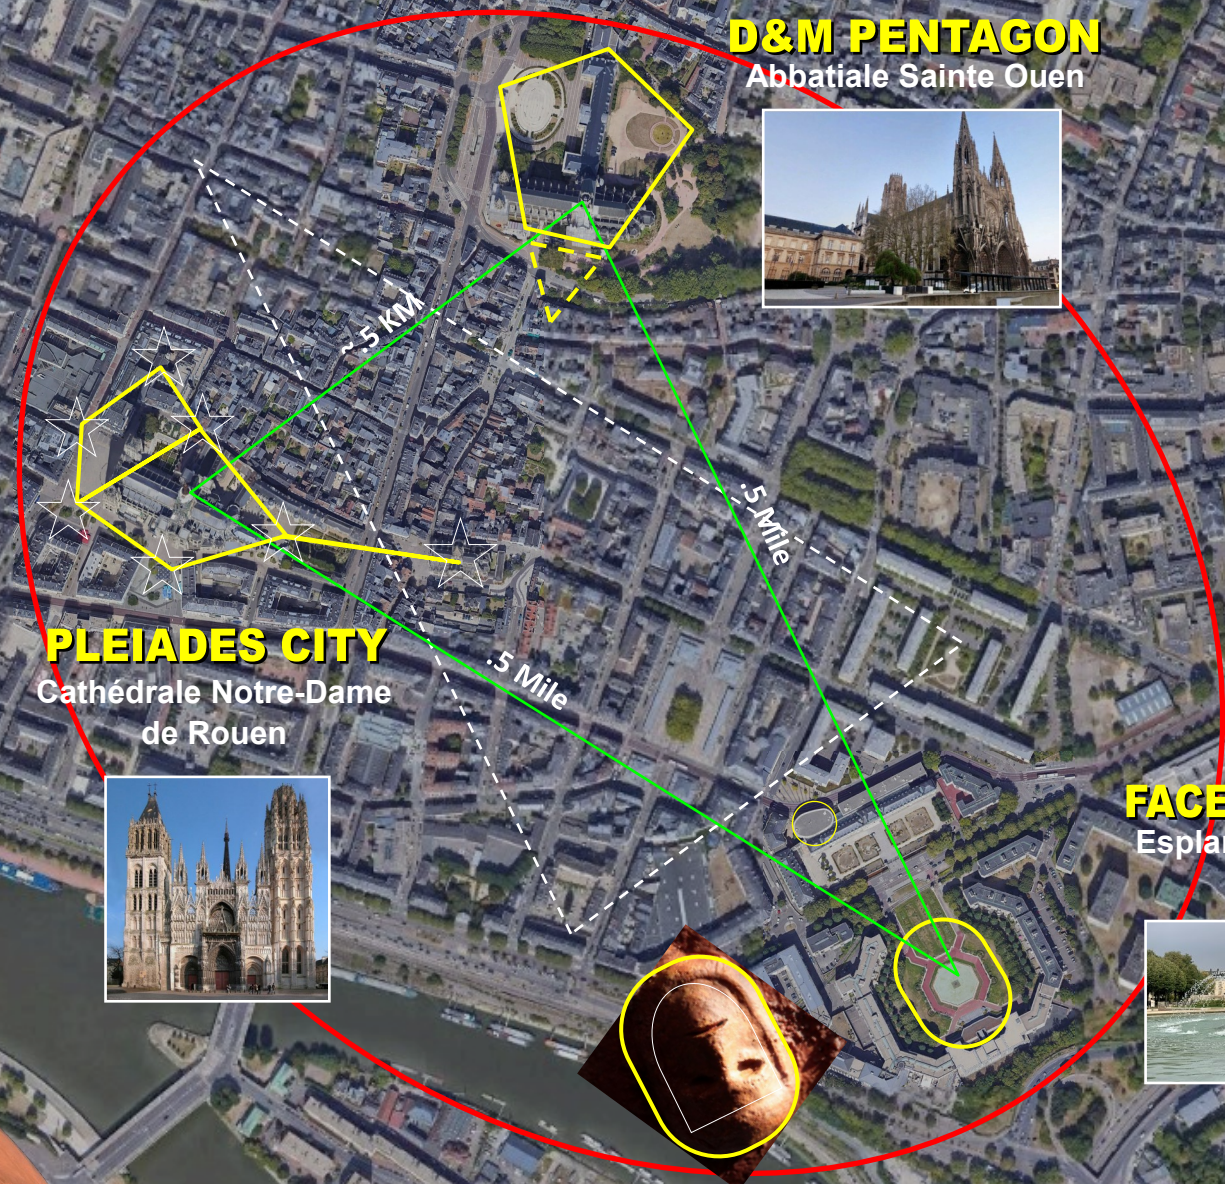 D&M PENTAGON
Abbatiale Sainte Ouen
~.5 KM
.5 Mile
.5 Mile
PLEIADES CITY
Cathédrale Notre-Dame
de Rouen
FACE